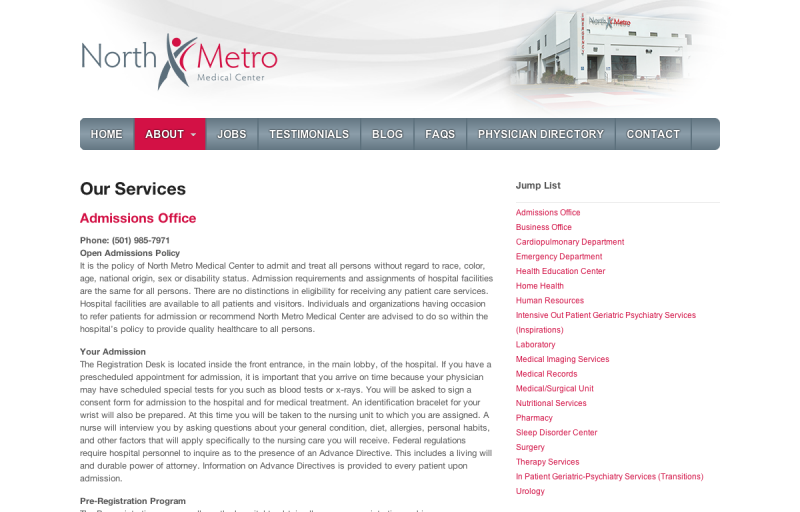 North Metro
Medical Center
North Metro
HOME
ABOUT
JOBS
TESTIMONIALS
BLOG
FAQS
PHYSICIAN DIRECTORY
CONTACT
Our Services
Admissions Office
Phone: (501) 985-7971
Open Admissions Policy
It is the policy of North Metro Medical Center to admit and treat all persons without regard to race, color,
age, national origin, sex or disability status. Admission requirements and assignments of hospital facilities
are the same for all persons. There are no distinctions in eligibility for receiving any patient care services.
Hospital facilities are available to all patients and visitors. Individuals and organizations having occasion
to refer patients for admission or recommend North Metro Medical Center are advised to do so within the
hospital's policy to provide quality healthcare to all persons.
Your Admission
The Registration Desk is located inside the front entrance, in the main lobby, of the hospital. If you have a
prescheduled appointment for admission, it is important that you arrive on time because your physician
may have scheduled special tests for you such as blood tests or x-rays. You will be asked to sign a
consent form for admission to the hospital and for medical treatment. An identification bracelet for your
wrist will also be prepared. At this time you will be taken to the nursing unit to which you are assigned. A
nurse will interview you by asking questions about your general condition, diet, allergies, personal habits,
and other factors that will apply specifically to the nursing care you will receive. Federal regulations
require hospital personnel to inquire as to the presence of an Advance Directive. This includes a living will
and durable power of attorney. Information on Advance Directives is provided to every patient upon
admission.
Pre-Registration Program
Jump List
Admissions Office
Business Office
Cardiopulmonary Department
Emergency Department
Health Education Center
Home Health
Human Resources
Intensive Out Patient Geriatric Psychiatry Services
(Inspirations)
Laboratory
Medical Imaging Services
Medical Records
Medical/Surgical Unit
Nutritional Services
Pharmacy
Sleep Disorder Center
Surgery
Therapy Services
In Patient Geriatric-Psychiatry Services (Transitions)
Urology